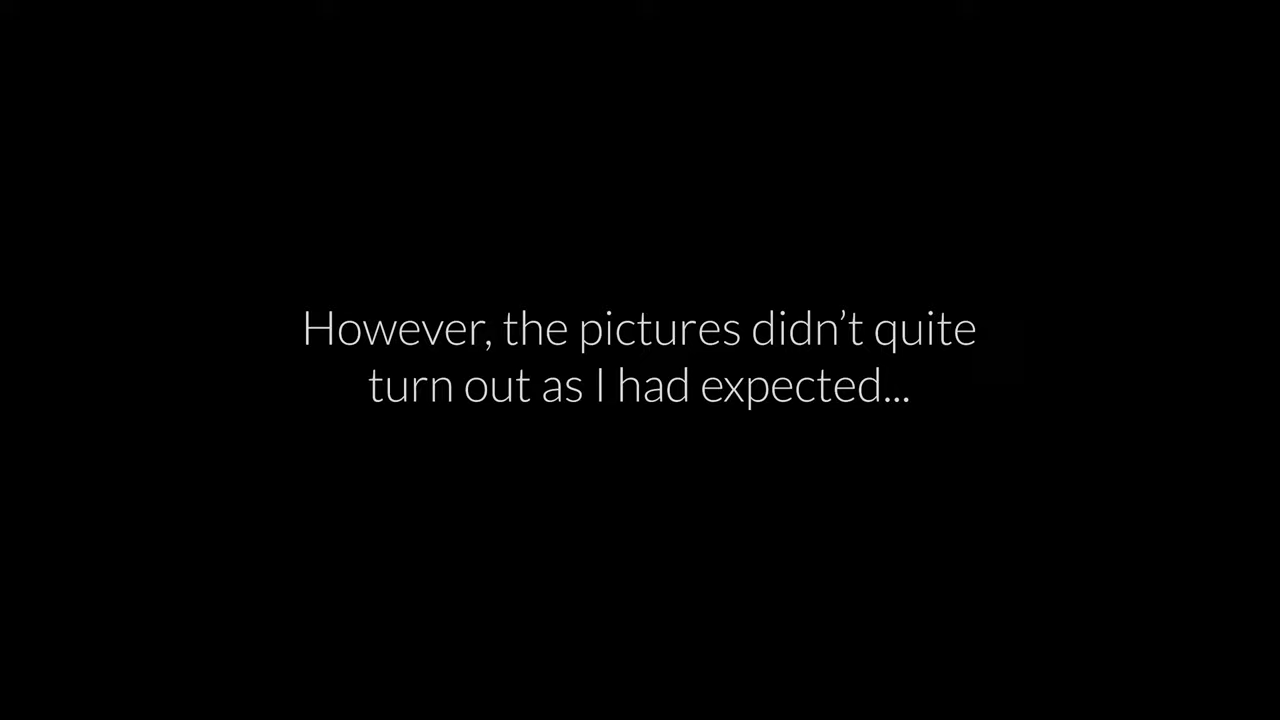 However, the pictures didn’t quite
turn out as I had expected...